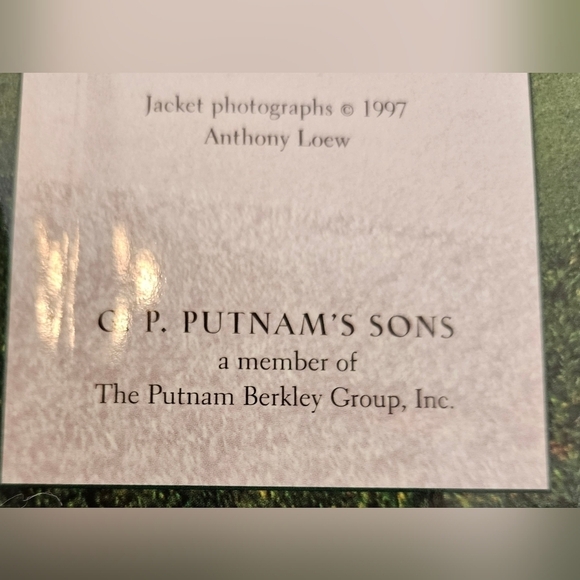 Jacket photographs © 1997
Anthony Loew
G. P. PUTNAM'S SONS
a member of
The Putnam Berkley Group, Inc.